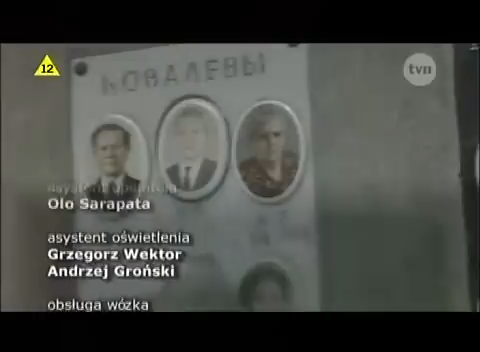 12
tvn
КОВАЛЕВЫ
Olo Sarapata
asystent oświetlenia
Grzegorz Wektor
Andrzej Groński
obsługa wózka